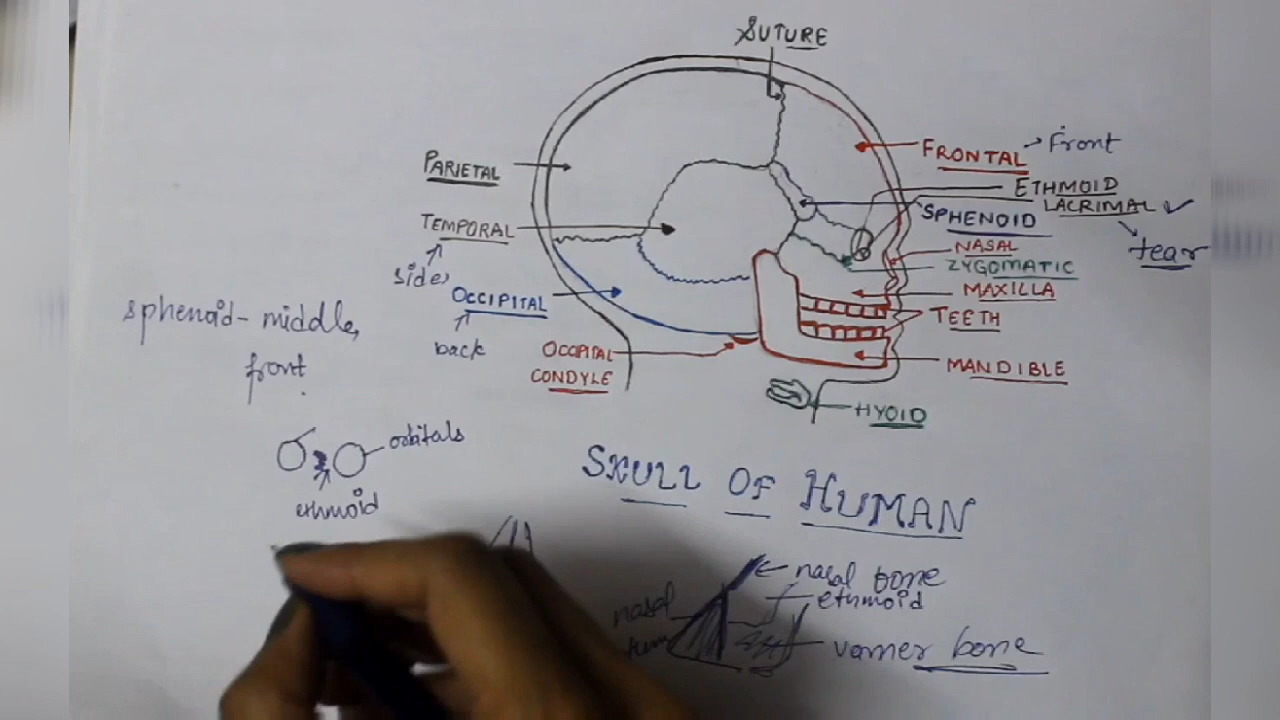 SUTURE
PARIETAL
TEMPORAL
side
OCCIPITAL
back
OCCIPITAL
CONDYLE
FRONTAL → Front
ETHMOID
LACRIMAL ✓
tear
SPHENOID
NASAL
ZYGOMATIC
MAXILLA
TEETH
MANDIBLE
HYOID
sphenoid - middle,
front.
orbitals
ethmoid
SKULL OF HUMAN
nasal bone
ethmoid
nasal
vomer bone